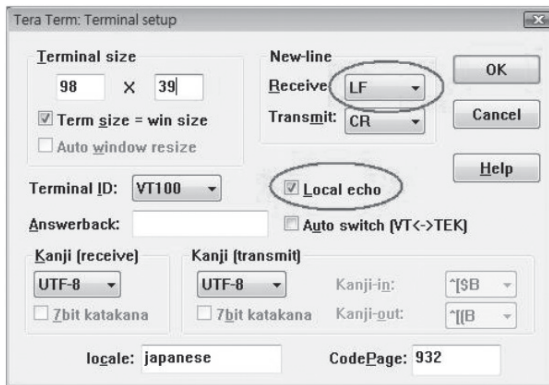 Tera Term: Terminal setup
Terminal size
98 X 39
Term size = win size
Auto window resize
New-line
Receive: LF
Transmit: CR
OK
Cancel
Help
Terminal ID: VT100
Local echo
Answerback:
Auto switch (VT<->TEK)
Kanji (receive)
UTF-8
7bit katakana
Kanji (transmit)
UTF-8
7bit katakana
Kanji-in: ^[$B
Kanji-out: ^[(B
locale: japanese
CodePage: 932